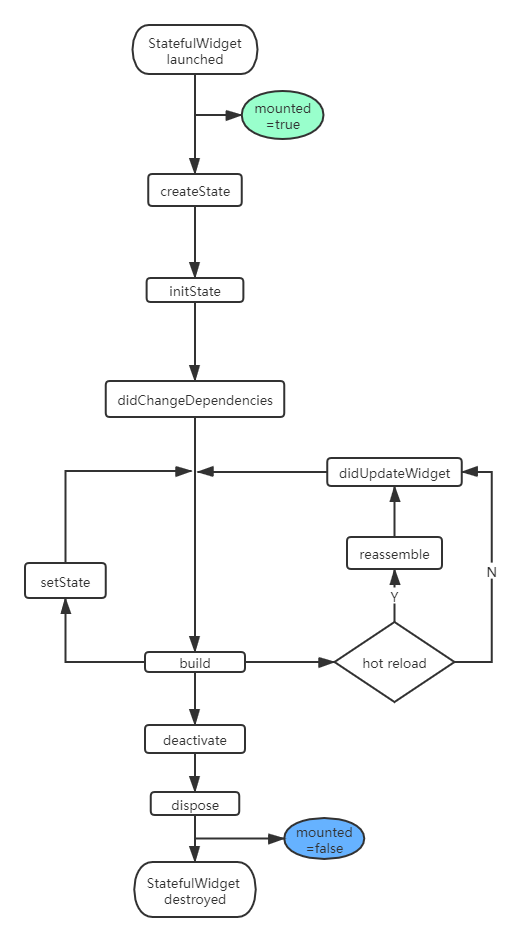 StatefulWidget
launched
mounted
=true
createState
initState
didChangeDependencies
didUpdateWidget
reassemble
setState
N
Y
build
hot reload
deactivate
dispose
mounted
=false
StatefulWidget
destroyed